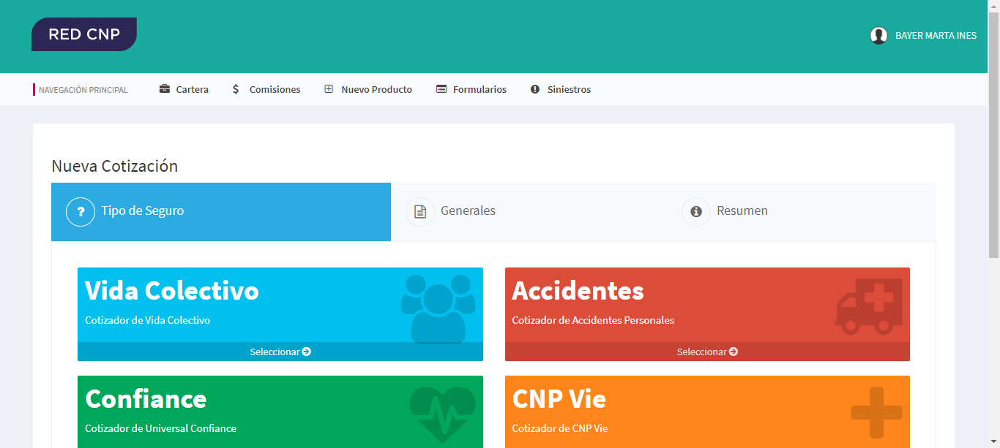 RED CNP
BAYER MARTA INES
NAVEGACIÓN PRINCIPAL
Cartera
$ Comisiones
Nuevo Producto
Formularios
Siniestros
Nueva Cotización
? Tipo de Seguro
Generales
Resumen
Vida Colectivo
Cotizador de Vida Colectivo
Seleccionar
Accidentes
Cotizador de Accidentes Personales
Seleccionar
Confiance
Cotizador de Universal Confiance
CNP Vie
Cotizador de CNP Vie